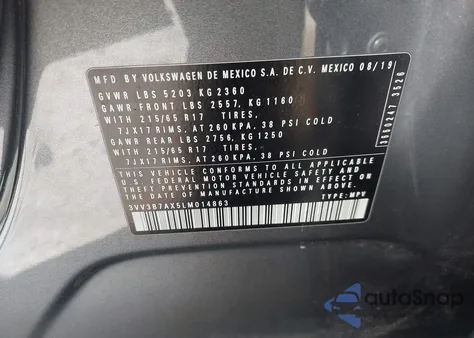 MFD BY VOLKSWAGEN DE MEXICO S.A. DE C.V. MEXICO 08/19
GVWR LBS 5203 KG 2360
GAWR FRONT LBS 2557, KG 1160
WITH 215/65 R17 TIRES,
7JX17 RIMS, AT 260 KPA, 38 PSI COLD
GAWR REAR LBS 2756, KG 1250
WITH 215/65 R17 TIRES,
7JX17 RIMS, AT 260 KPA, 38 PSI COLD
THIS VEHICLE CONFORMS TO ALL APPLICABLE
U.S. FEDERAL MOTOR VEHICLE SAFETY AND THEFT
PREVENTION STANDARDS IN EFFECT ON
THE DATE OF MANUFACTURE SHOWN ABOVE
3VV3B7AX5LM014863 TYPE: MPV
3526
autoSnap